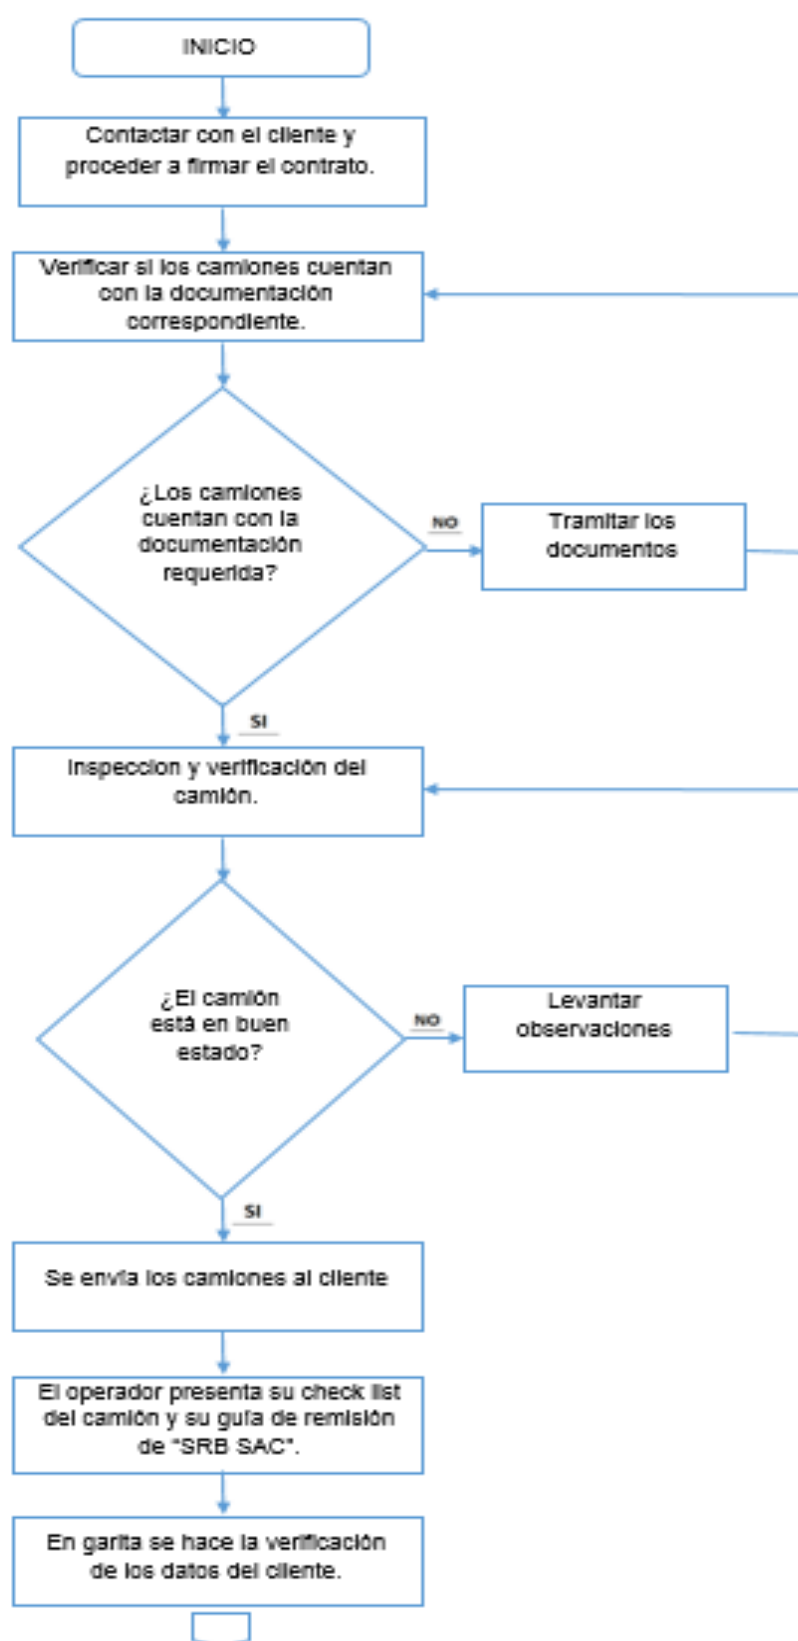 INICIO
Contactar con el cliente y
proceder a firmar el contrato.
Verificar si los camiones cuentan
con la documentación
correspondiente.
¿Los camiones
cuentan con la
documentación
requerida?
NO
Tramitar los
documentos
SI
Inspeccion y verificación del
camión.
¿El camión
está en buen
estado?
NO
Levantar
observaciones
SI
Se envía los camiones al cliente
El operador presenta su check list
del camión y su guía de remisión
de "SRB SAC".
En garita se hace la verificación
de los datos del cliente.